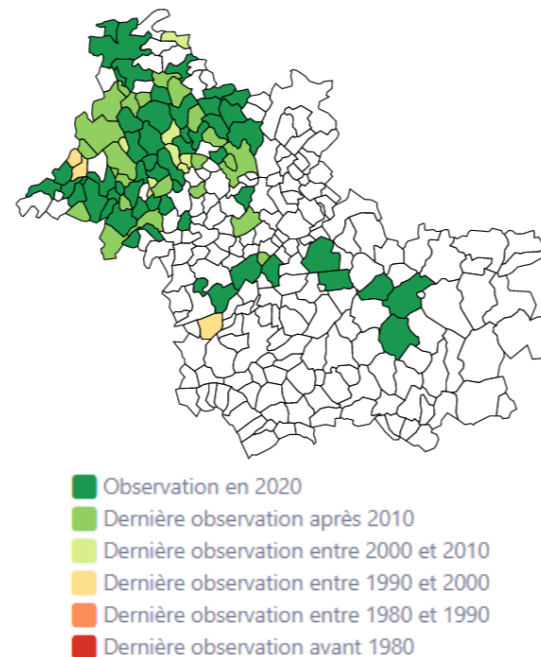 Observation en 2020
Dernière observation après 2010
Dernière observation entre 2000 et 2010
Dernière observation entre 1990 et 2000
Dernière observation entre 1980 et 1990
Dernière observation avant 1980